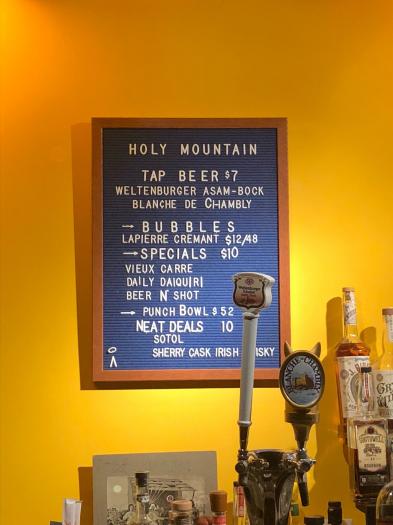 HOLY MOUNTAIN
TAP BEER $7
WELTENBURGER ASAM-BOCK
BLANCHE DE CHAMBLY
→ BUBBLES
LAPIERRE CREMANT $12/48
→ SPECIALS $10
VIEUX CARRE
DAILY DAIQUIRI
BEER N' SHOT
→ PUNCH BOWL $52
NEAT DEALS 10
SOTOL
SHERRY CASK IRISH